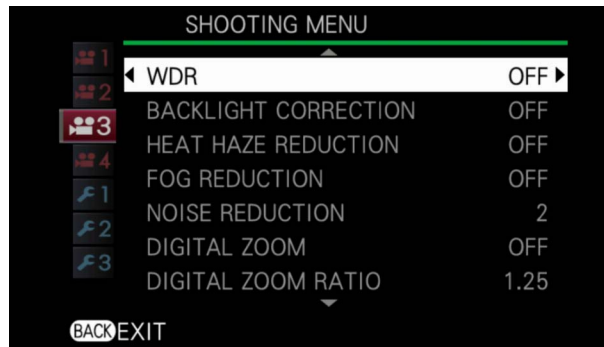 SHOOTING MENU
1
2
3
4
1
2
3
WDR OFF
BACKLIGHT CORRECTION OFF
HEAT HAZE REDUCTION OFF
FOG REDUCTION OFF
NOISE REDUCTION 2
DIGITAL ZOOM OFF
DIGITAL ZOOM RATIO 1.25
BACK EXIT